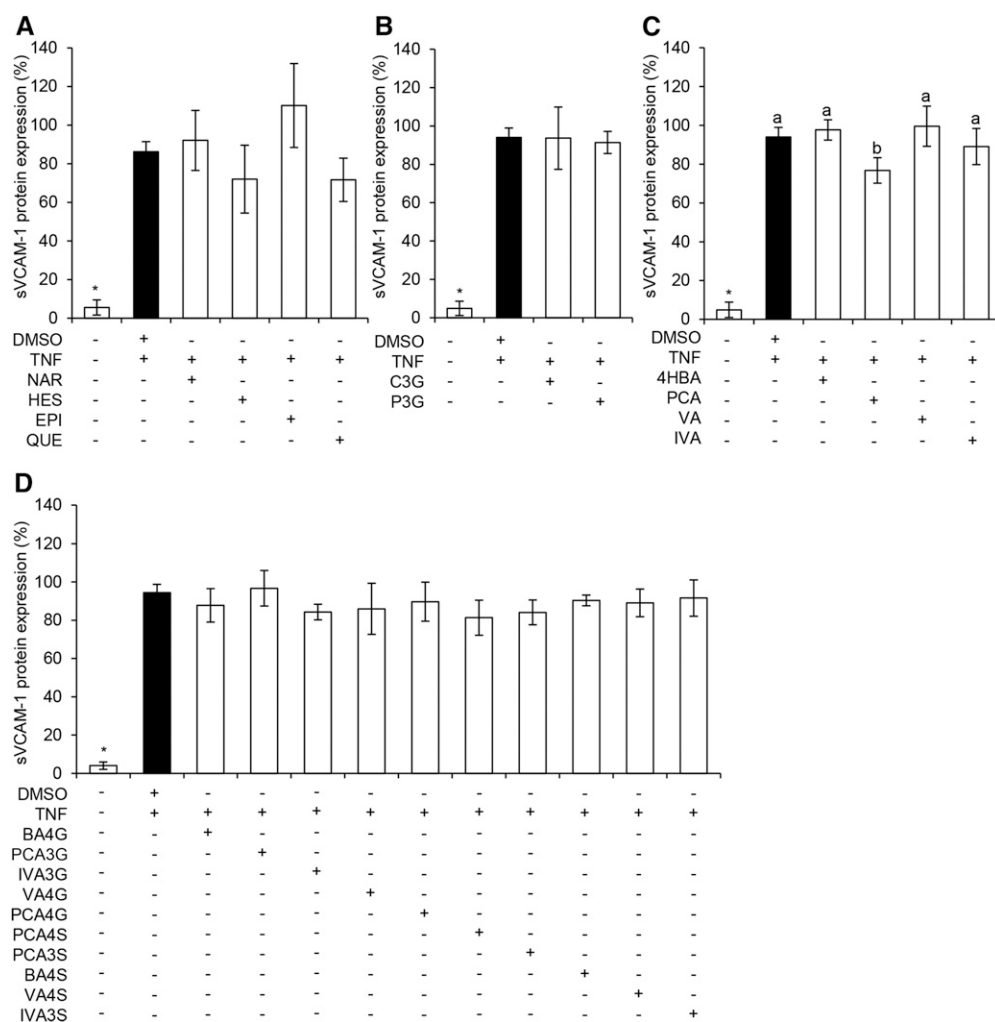 A
sVCAM-1 protein expression (%)
140
120
100
80
60
40
20
0
*
DMSO - + - - - -
TNF - + + + + +
NAR - - + - - -
HES - - - + - -
EPI - - - - + -
QUE - - - - - +
B
sVCAM-1 protein expression (%)
140
120
100
80
60
40
20
0
*
DMSO - + - -
TNF - + + +
C3G - - + -
P3G - - - +
C
sVCAM-1 protein expression (%)
140
120
100
80
60
40
20
0
* a a b a a
DMSO - + - - - -
TNF - + + + + +
4HBA - - + - - -
PCA - - - + - -
VA - - - - + -
IVA - - - - - +
D
sVCAM-1 protein expression (%)
140
120
100
80
60
40
20
0
*
DMSO - + - - - - - - - - - -
TNF - + + + + + + + + + + +
BA4G - - + - - - - - - - - -
PCA3G - - - + - - - - - - - -
IVA3G - - - - + - - - - - - -
VA4G - - - - - + - - - - - -
PCA4G - - - - - - + - - - - -
PCA4S - - - - - - - + - - - -
PCA3S - - - - - - - - + - - -
BA4S - - - - - - - - - + - -
VA4S - - - - - - - - - - + -
IVA3S - - - - - - - - - - - +